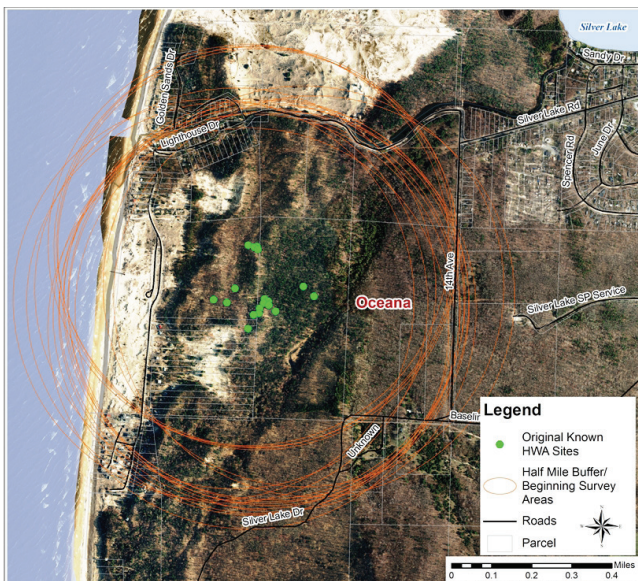 Silver Lake
Sandy Dr
Golden Sands Dr
Silver Lake Rd
Lighthouse Dr
Spencer Rd
June Dr
14th Ave
Oceana
Silver Lake SP Service
Baselin
Unknown
Silver Lake Dr
Legend
Original Known
HWA Sites
Half Mile Buffer/
Beginning Survey
Areas
Roads
Parcel
Miles
0 0.1 0.2 0.3 0.4